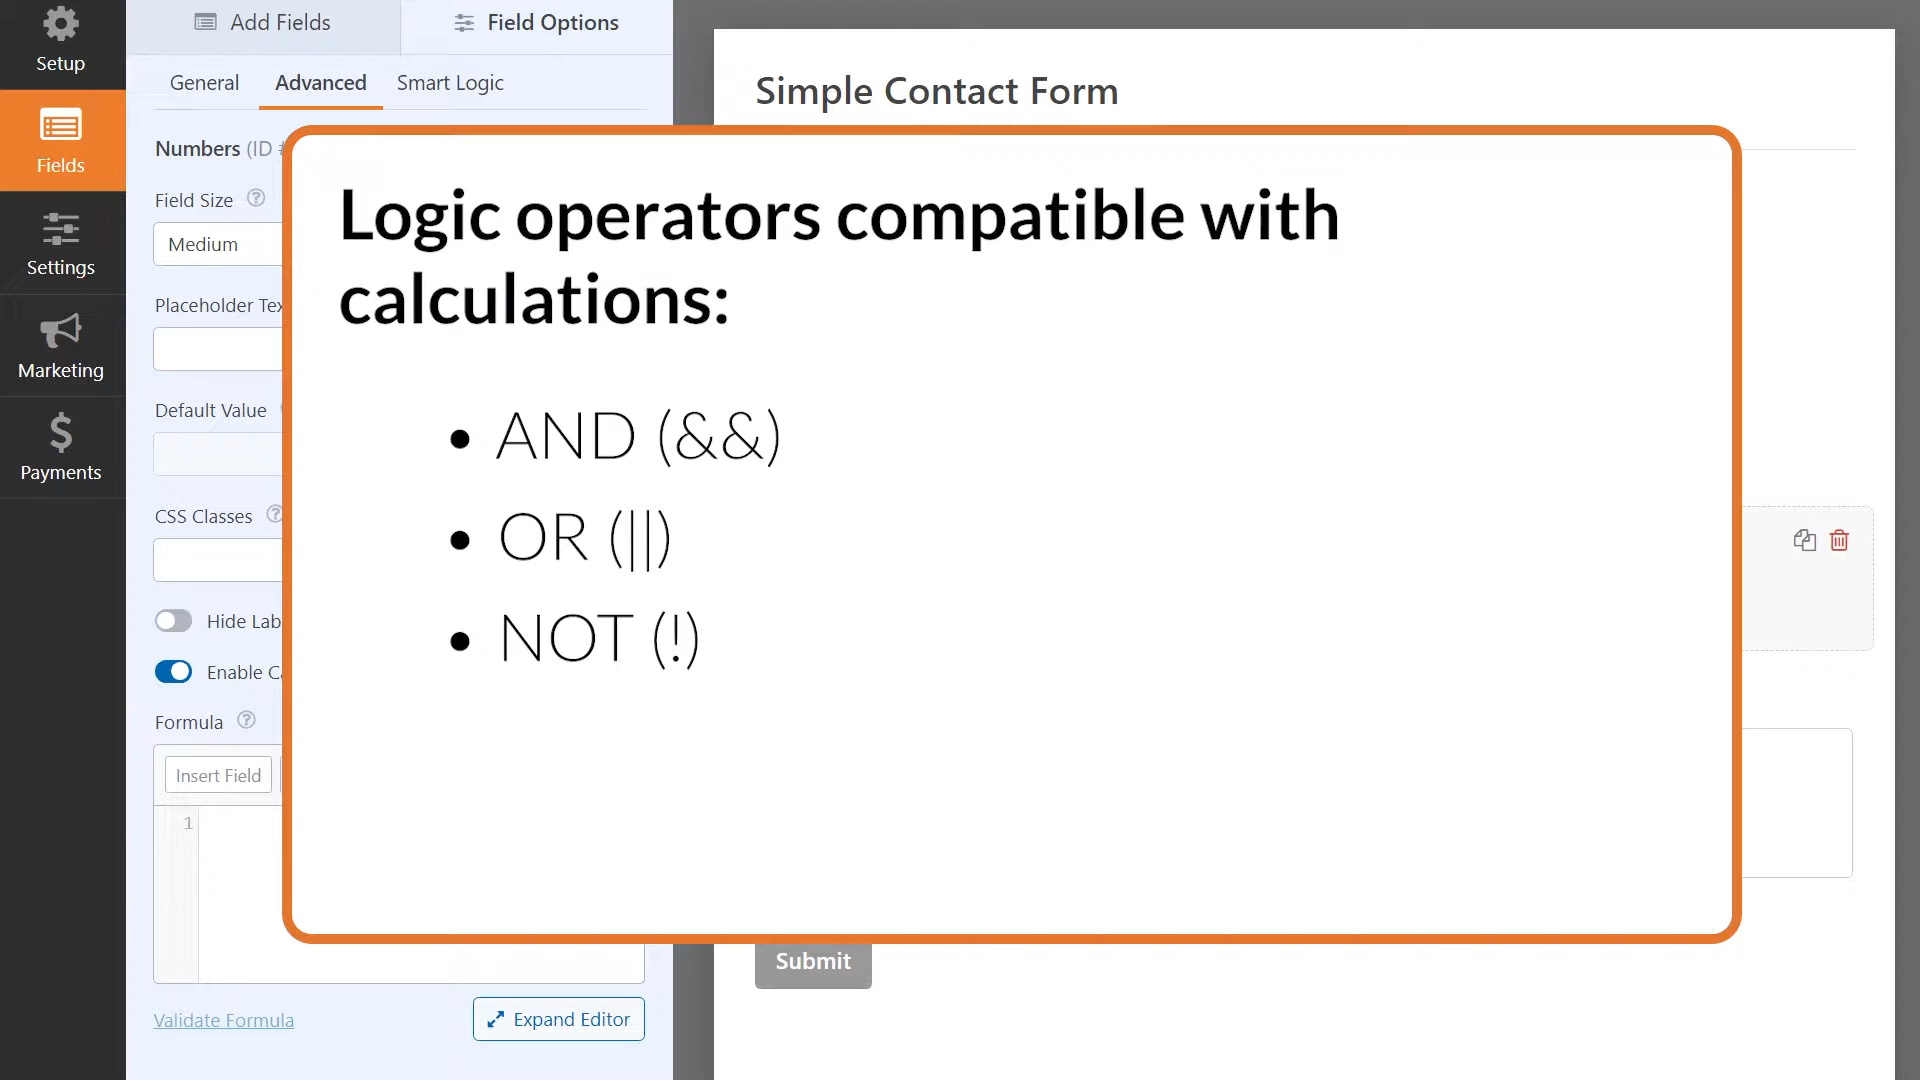 Setup
Fields
Settings
Marketing
Payments
Add Fields
Field Options
General
Advanced
Smart Logic
Numbers (ID #
Field Size
Medium
Placeholder Tex
Default Value
CSS Classes
Hide Lab
Enable Ca
Formula
Insert Field
1
Validate Formula
Expand Editor
Simple Contact Form
Logic operators compatible with
calculations:
• AND (&&)
• OR (||)
• NOT (!)
Submit